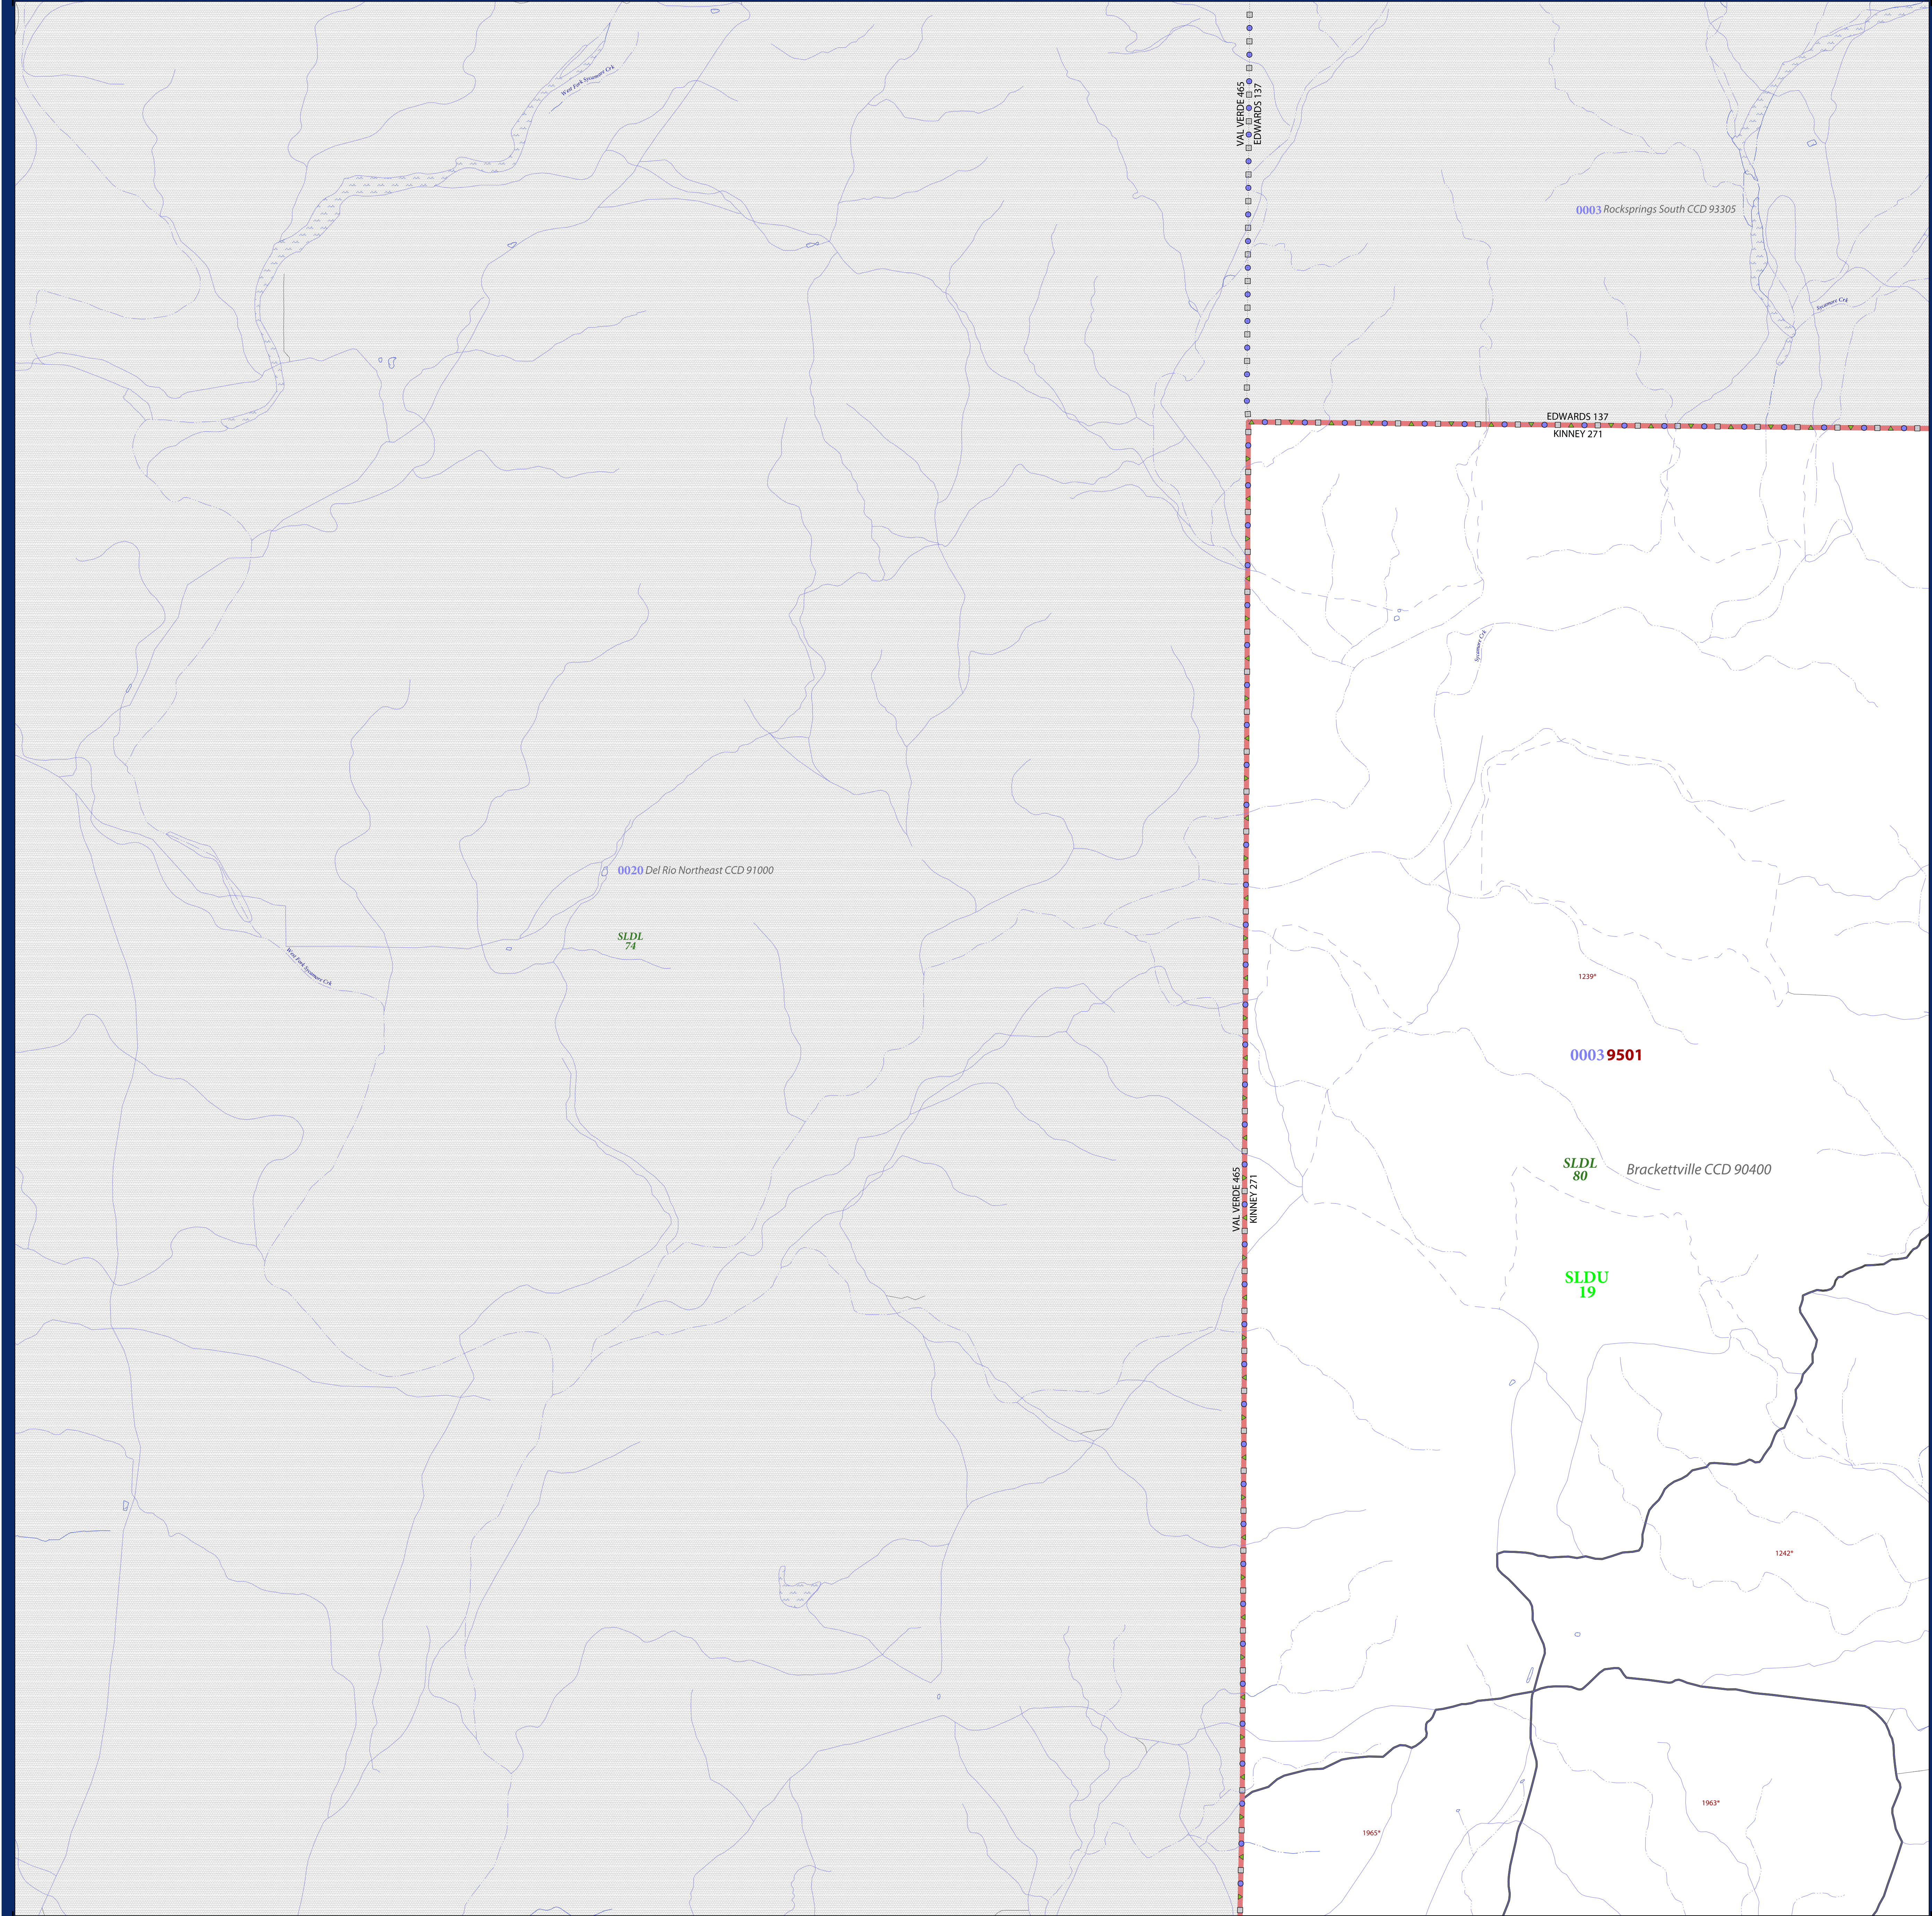 West Fork Sycamore Crk
VAL VERDE 465
EDWARDS 137
0003 Rocksprings South CCD 93305
Sycamore Crk
EDWARDS 137
KINNEY 271
Sycamore Crk
0020 Del Rio Northeast CCD 91000
SLDL
74
West Fork Sycamore Crk
1239*
0003 9501
SLDL
80
Brackettville CCD 90400
VAL VERDE 465
KINNEY 271
SLDU
19
1242*
1963*
1965*